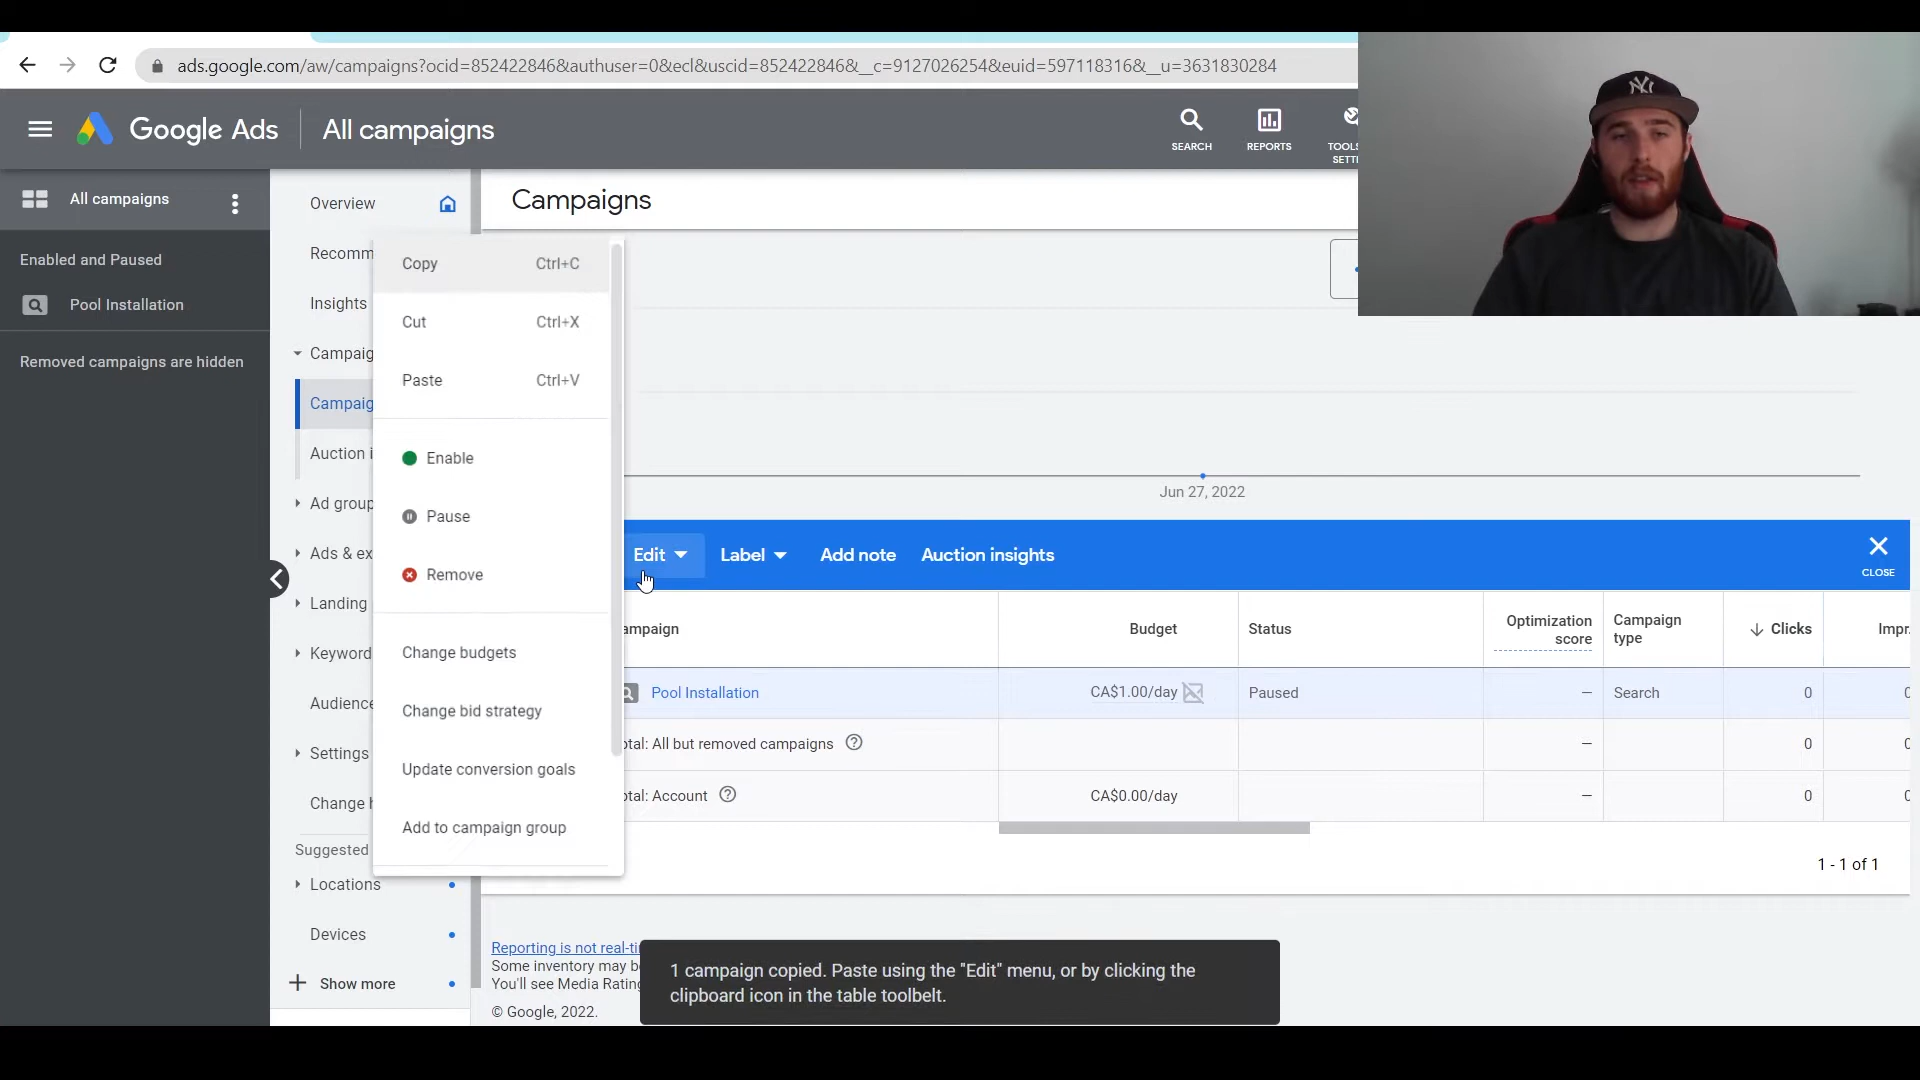 ads.google.com/aw/campaigns?ocid=852422846&authuser=0&ecl&uscid=852422846&__c=9127026254&euid=597118316&__u=3631830284
Google Ads
All campaigns
SEARCH
REPORTS
TOOLS
SETT
NY
All campaigns
Enabled and Paused
Pool Installation
Removed campaigns are hidden
Overview
Recomm
Insights
Campaig
Campaig
Auction i
Ad group
Ads & ex
Landing
Keyword
Audience
Settings
Change h
Suggested
Locations
Devices
Show more
Copy Ctrl+C
Cut Ctrl+X
Paste Ctrl+V
Enable
Pause
Remove
Change budgets
Change bid strategy
Update conversion goals
Add to campaign group
Campaigns
Jun 27, 2022
Edit Label Add note Auction insights
CLOSE
ampaign Budget Status Optimization score Campaign type Clicks Impr.
Pool Installation CA$1.00/day Paused — Search 0 0
otal: All but removed campaigns — 0 0
otal: Account CA$0.00/day — 0 0
1 - 1 of 1
Reporting is not real-ti
Some inventory may b
You'll see Media Rating
© Google, 2022.
1 campaign copied. Paste using the "Edit" menu, or by clicking the
clipboard icon in the table toolbelt.